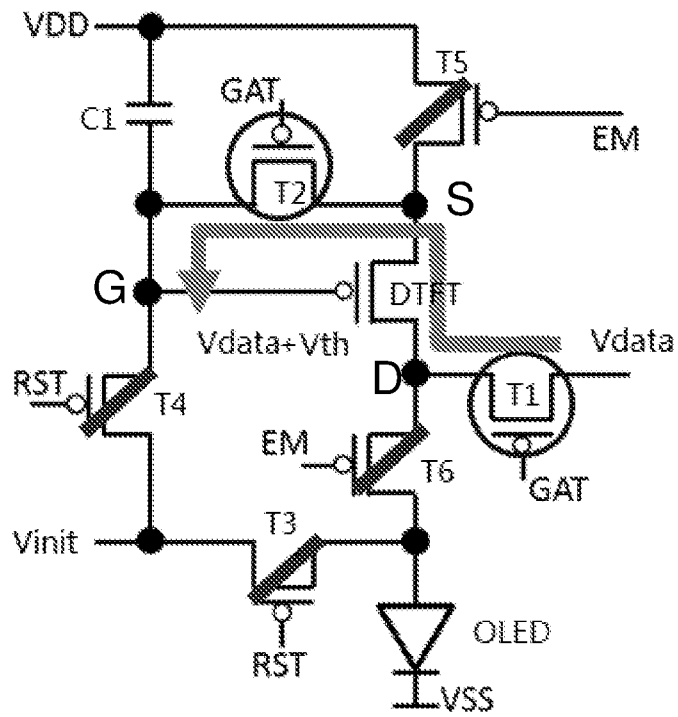 VDD
T5
GAT
C1
EM
T2
S
G
DTFT
Vdata+Vth
Vdata
D
RST
T4
T1
EM
T6
GAT
T3
Vinit
OLED
RST
VSS